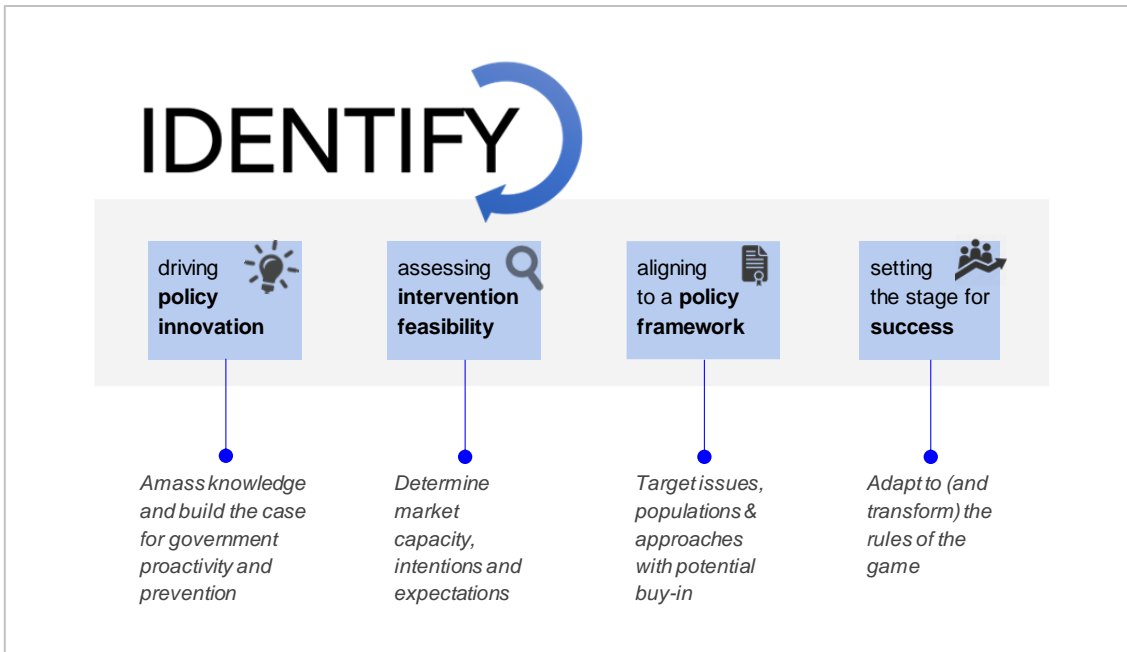 IDENTIFY
driving
policy
innovation
assessing
intervention
feasibility
aligning
to a policy
framework
setting
the stage for
success
Amass knowledge
and build the case
for government
proactivity and
prevention
Determine
market
capacity,
intentions and
expectations
Target issues,
populations &
approaches
with potential
buy-in
Adapt to (and
transform) the
rules of the
game